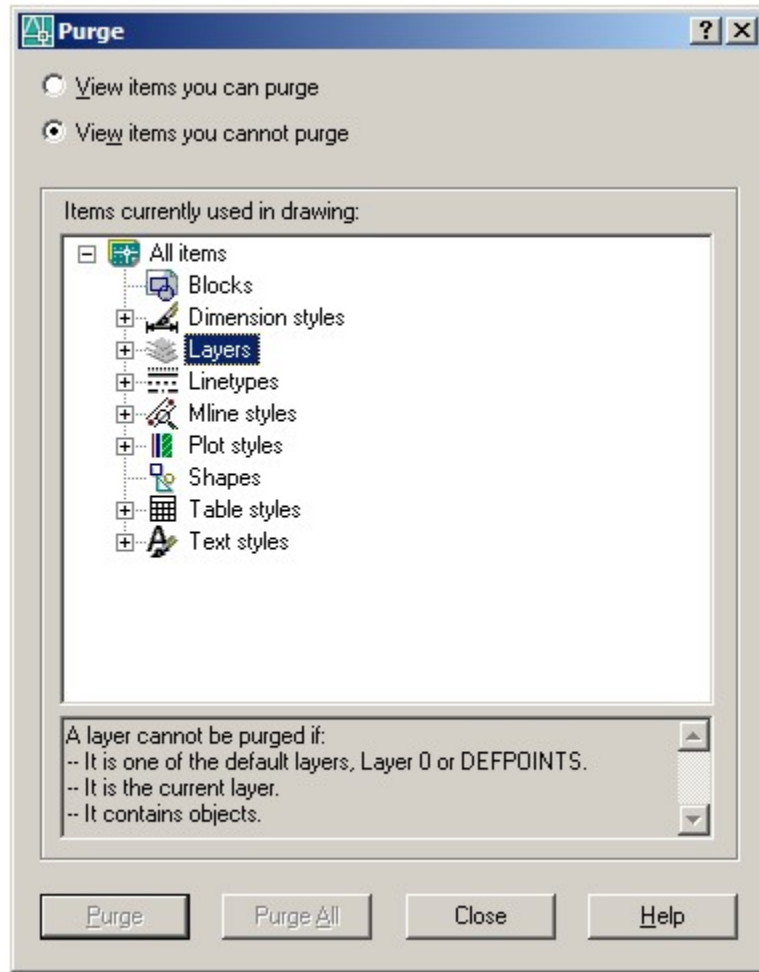 Purge
View items you can purge
View items you cannot purge
Items currently used in drawing:
All items
Blocks
Dimension styles
Layers
Linetypes
Mline styles
Plot styles
Shapes
Table styles
Text styles
A layer cannot be purged if:
-- It is one of the default layers, Layer 0 or DEFPOINTS.
-- It is the current layer.
-- It contains objects.
Purge Purge All Close Help